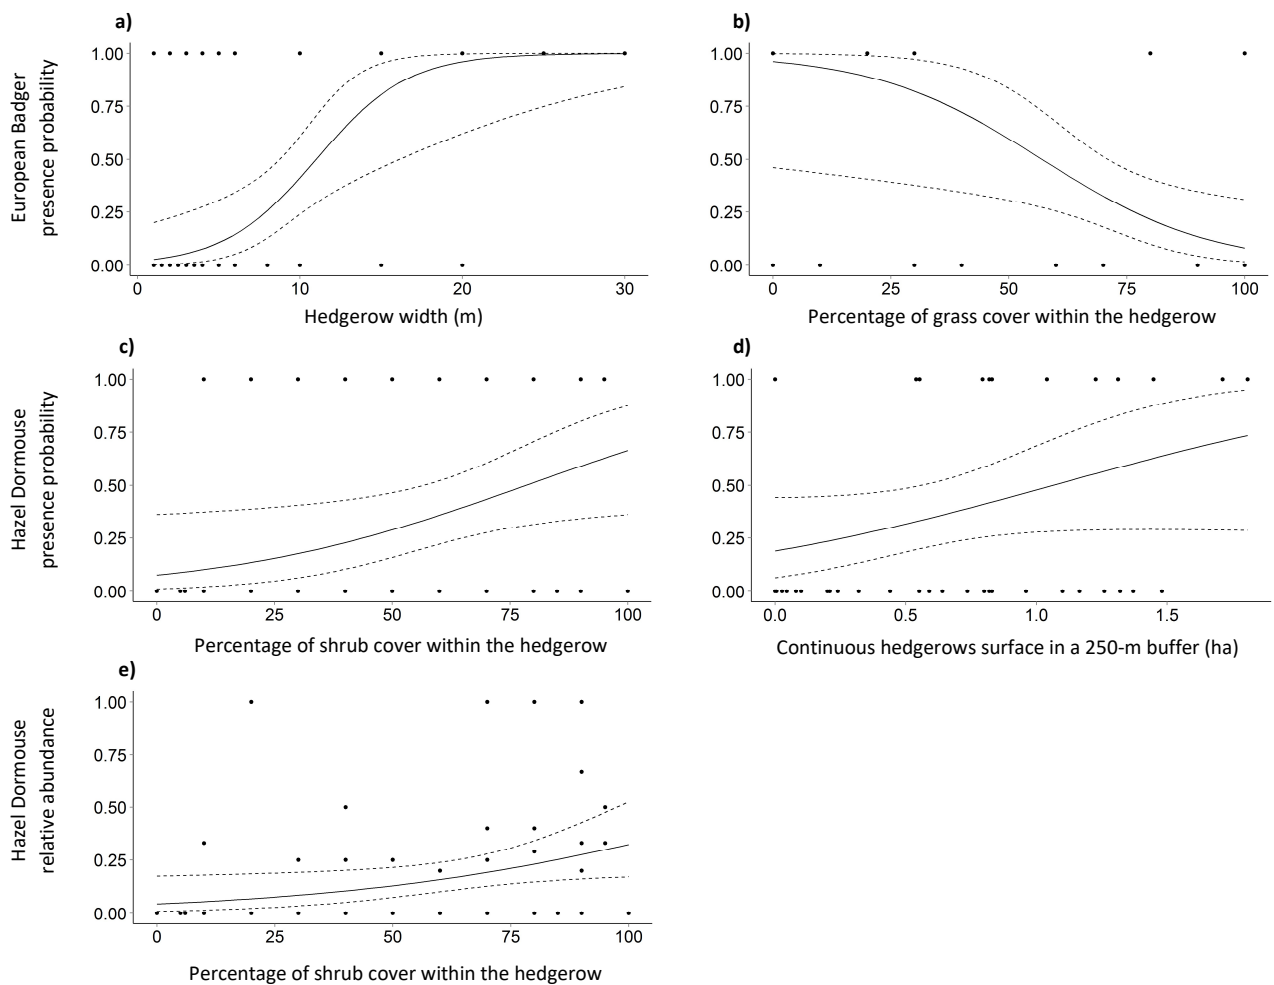 a)
European Badger
presence probability
1.00
0.75
0.50
0.25
0.00
0 10 20 30
Hedgerow width (m)
b)
1.00
0.75
0.50
0.25
0.00
0 25 50 75 100
Percentage of grass cover within the hedgerow
c)
Hazel Dormouse
presence probability
1.00
0.75
0.50
0.25
0.00
0 25 50 75 100
Percentage of shrub cover within the hedgerow
d)
1.00
0.75
0.50
0.25
0.00
0.0 0.5 1.0 1.5
Continuous hedgerows surface in a 250-m buffer (ha)
e)
Hazel Dormouse
relative abundance
1.00
0.75
0.50
0.25
0.00
0 25 50 75 100
Percentage of shrub cover within the hedgerow